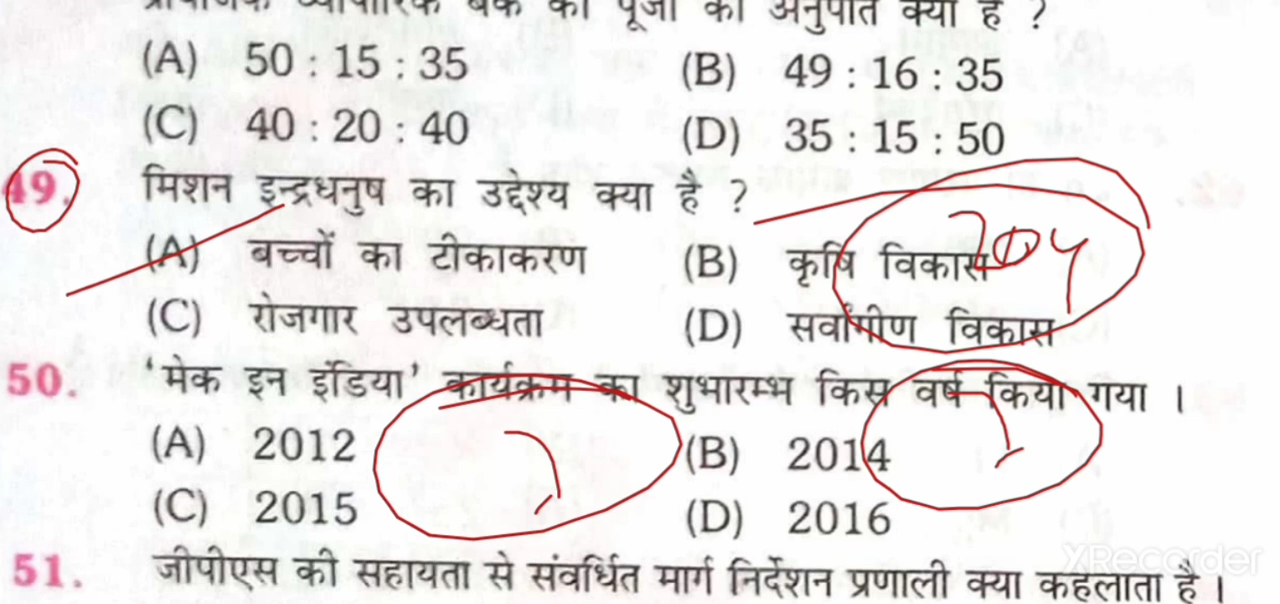 प्रायोजक व्यापारिक बैंक की पूंजी का अनुपात क्या है ?
(A) 50 : 15 : 35 (B) 49 : 16 : 35
(C) 40 : 20 : 40 (D) 35 : 15 : 50
49. मिशन इन्द्रधनुष का उद्देश्य क्या है ?
(A) बच्चों का टीकाकरण (B) कृषि विकास
(C) रोजगार उपलब्धता (D) सर्वांगीण विकास
50. 'मेक इन इंडिया' कार्यक्रम का शुभारम्भ किस वर्ष किया गया ।
(A) 2012 (B) 2014
(C) 2015 (D) 2016
51. जीपीएस की सहायता से संवर्धित मार्ग निर्देशन प्रणाली क्या कहलाता है ।
XRecorder